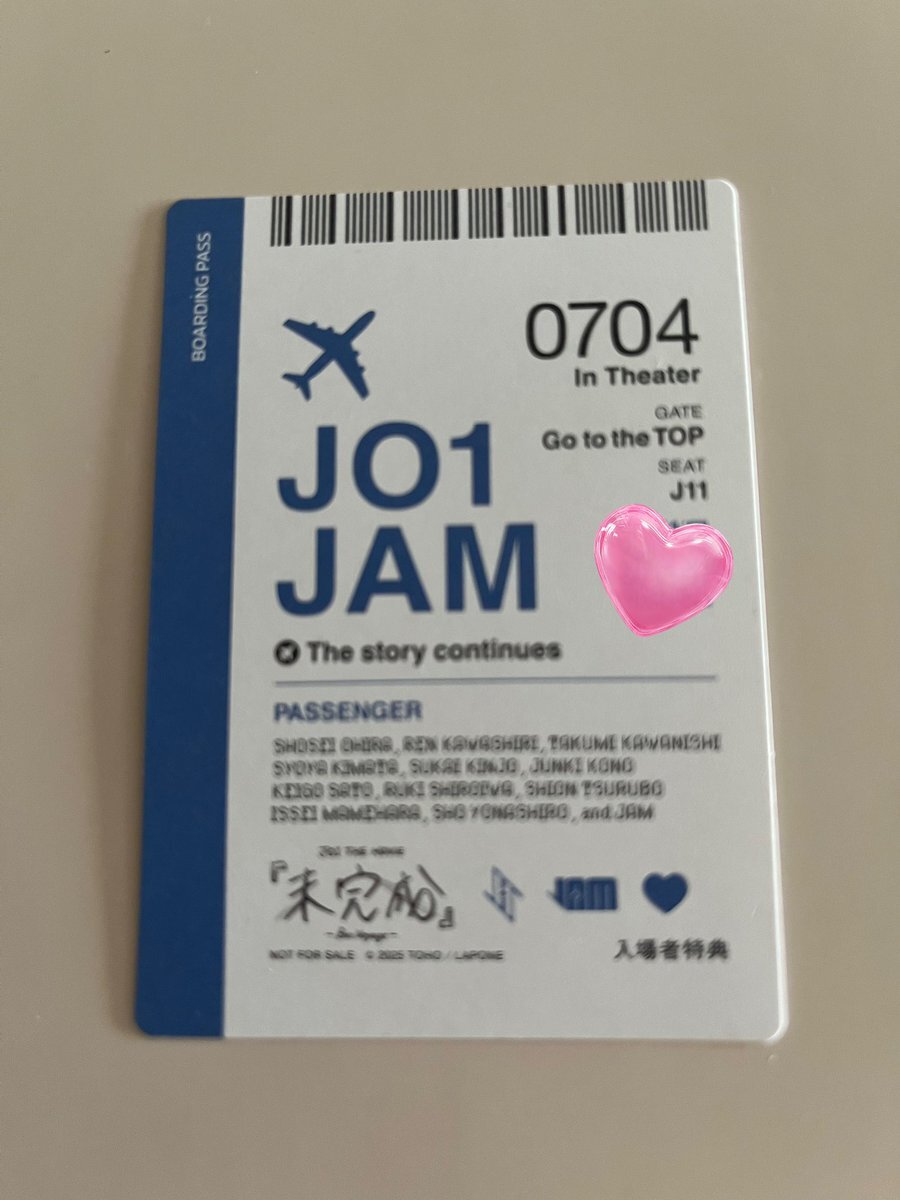 BOARDING PASS
0704
In Theater
GATE
Go to the TOP
SEAT
J11
JO1
JAM
The story continues
PASSENGER
SHOSEI OHIRA, REN KAWASHIRI, TAKUMI KAWANISHI
SYOYA KIMATA, SUKAI KINJO, JUNKI KONO
KEIGO SATO, RUKI SHIROIWA, SHION TSURUBO
ISSEI MAMEHARA, SHO YONASHIRO, and JAM
JO1 THE MOVIE
『未完成』
-Bon Voyage-
JAM
NOT FOR SALE © 2025 TOHO / LAPONE
入場者特典